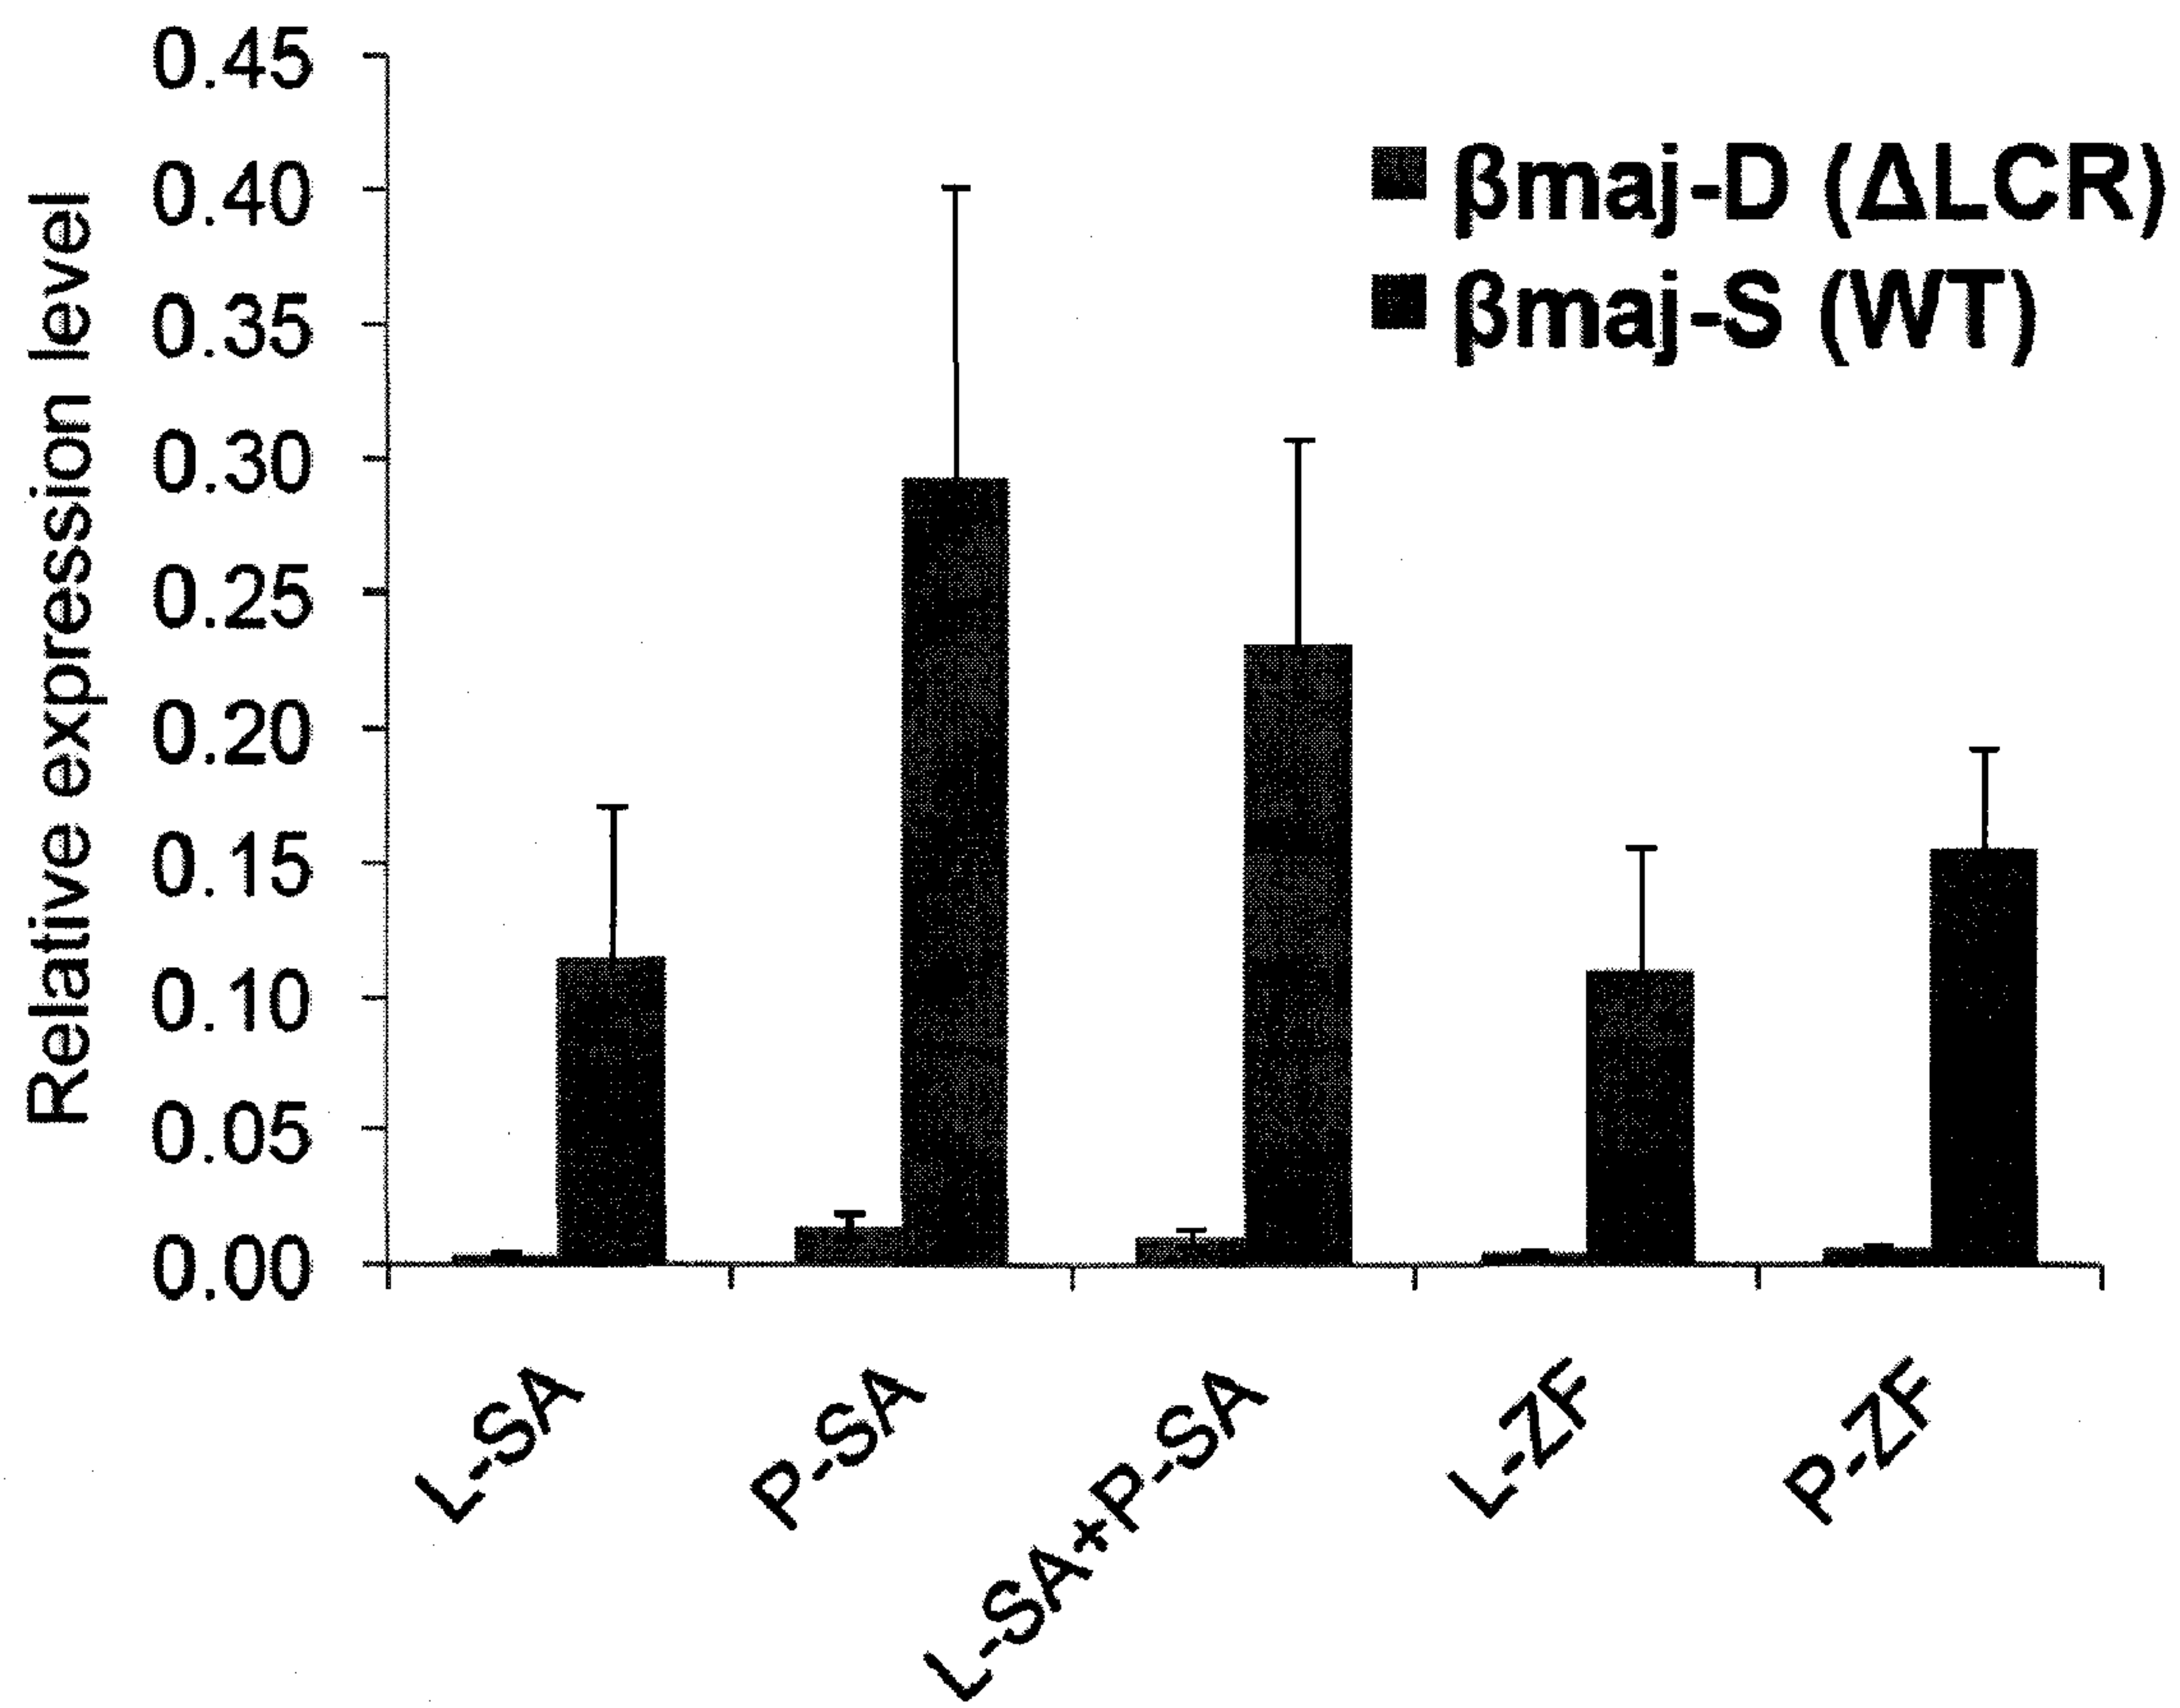 Relative expression level
0.45
0.40
0.35
0.30
0.25
0.20
0.15
0.10
0.05
0.00
βmaj-D (ΔLCR)
βmaj-S (WT)
L-SA
P-SA
L-SA+P-SA
L-ZF
P-ZF